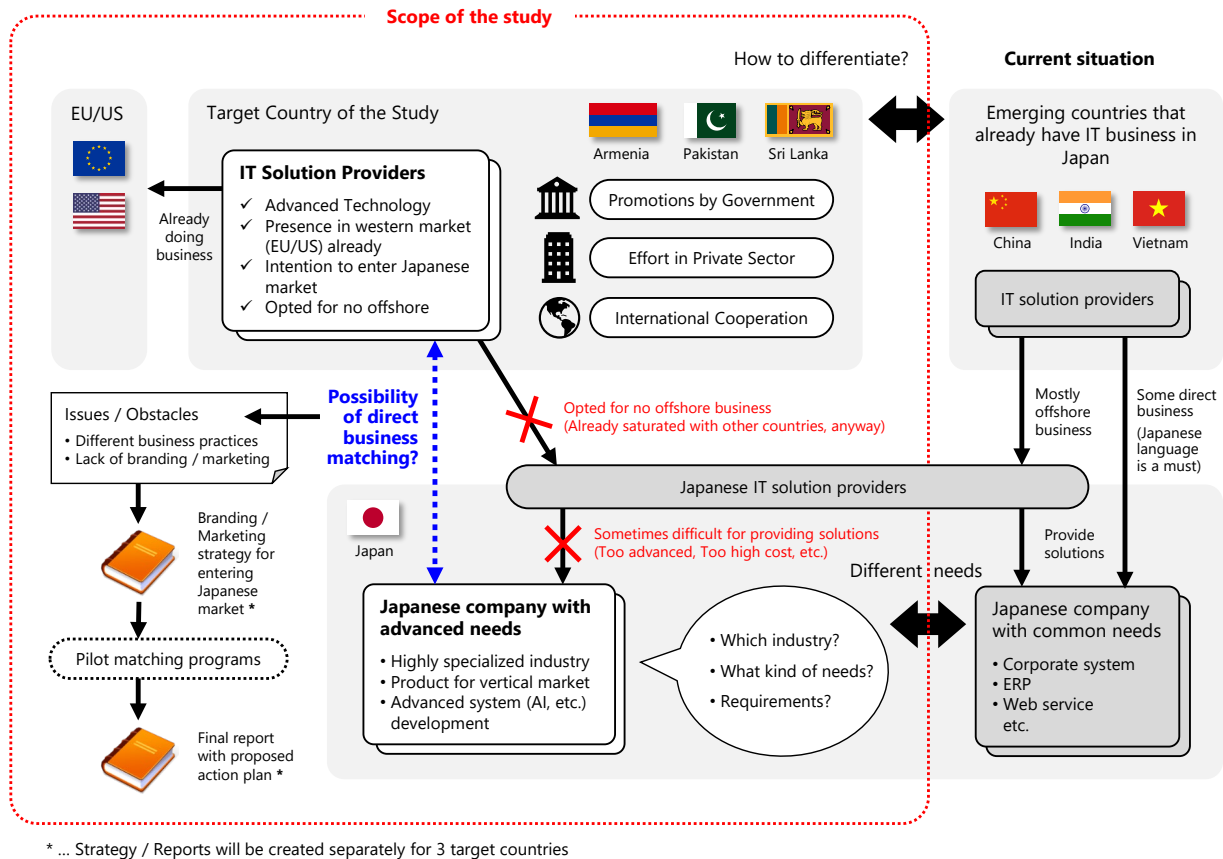 Scope of the study
How to differentiate?
Current situation
EU/US
Target Country of the Study
Armenia
Pakistan
Sri Lanka
Emerging countries that
already have IT business in
Japan
China
India
Vietnam
IT Solution Providers
✓ Advanced Technology
✓ Presence in western market
(EU/US) already
✓ Intention to enter Japanese
market
✓ Opted for no offshore
Already
doing
business
Promotions by Government
Effort in Private Sector
International Cooperation
IT solution providers
Possibility
of direct
business
matching?
Issues / Obstacles
• Different business practices
• Lack of branding / marketing
Opted for no offshore business
(Already saturated with other countries, anyway)
Mostly
offshore
business
Some direct
business
(Japanese
language
is a must)
Japanese IT solution providers
Japan
Sometimes difficult for providing solutions
(Too advanced, Too high cost, etc.)
Provide
solutions
Branding /
Marketing
strategy for
entering
Japanese
market *
Different needs
Japanese company with
advanced needs
• Highly specialized industry
• Product for vertical market
• Advanced system (AI, etc.)
development
• Which industry?
• What kind of needs?
• Requirements?
Japanese company
with common needs
• Corporate system
• ERP
• Web service
etc.
Pilot matching programs
Final report
with proposed
action plan *
* ... Strategy / Reports will be created separately for 3 target countries